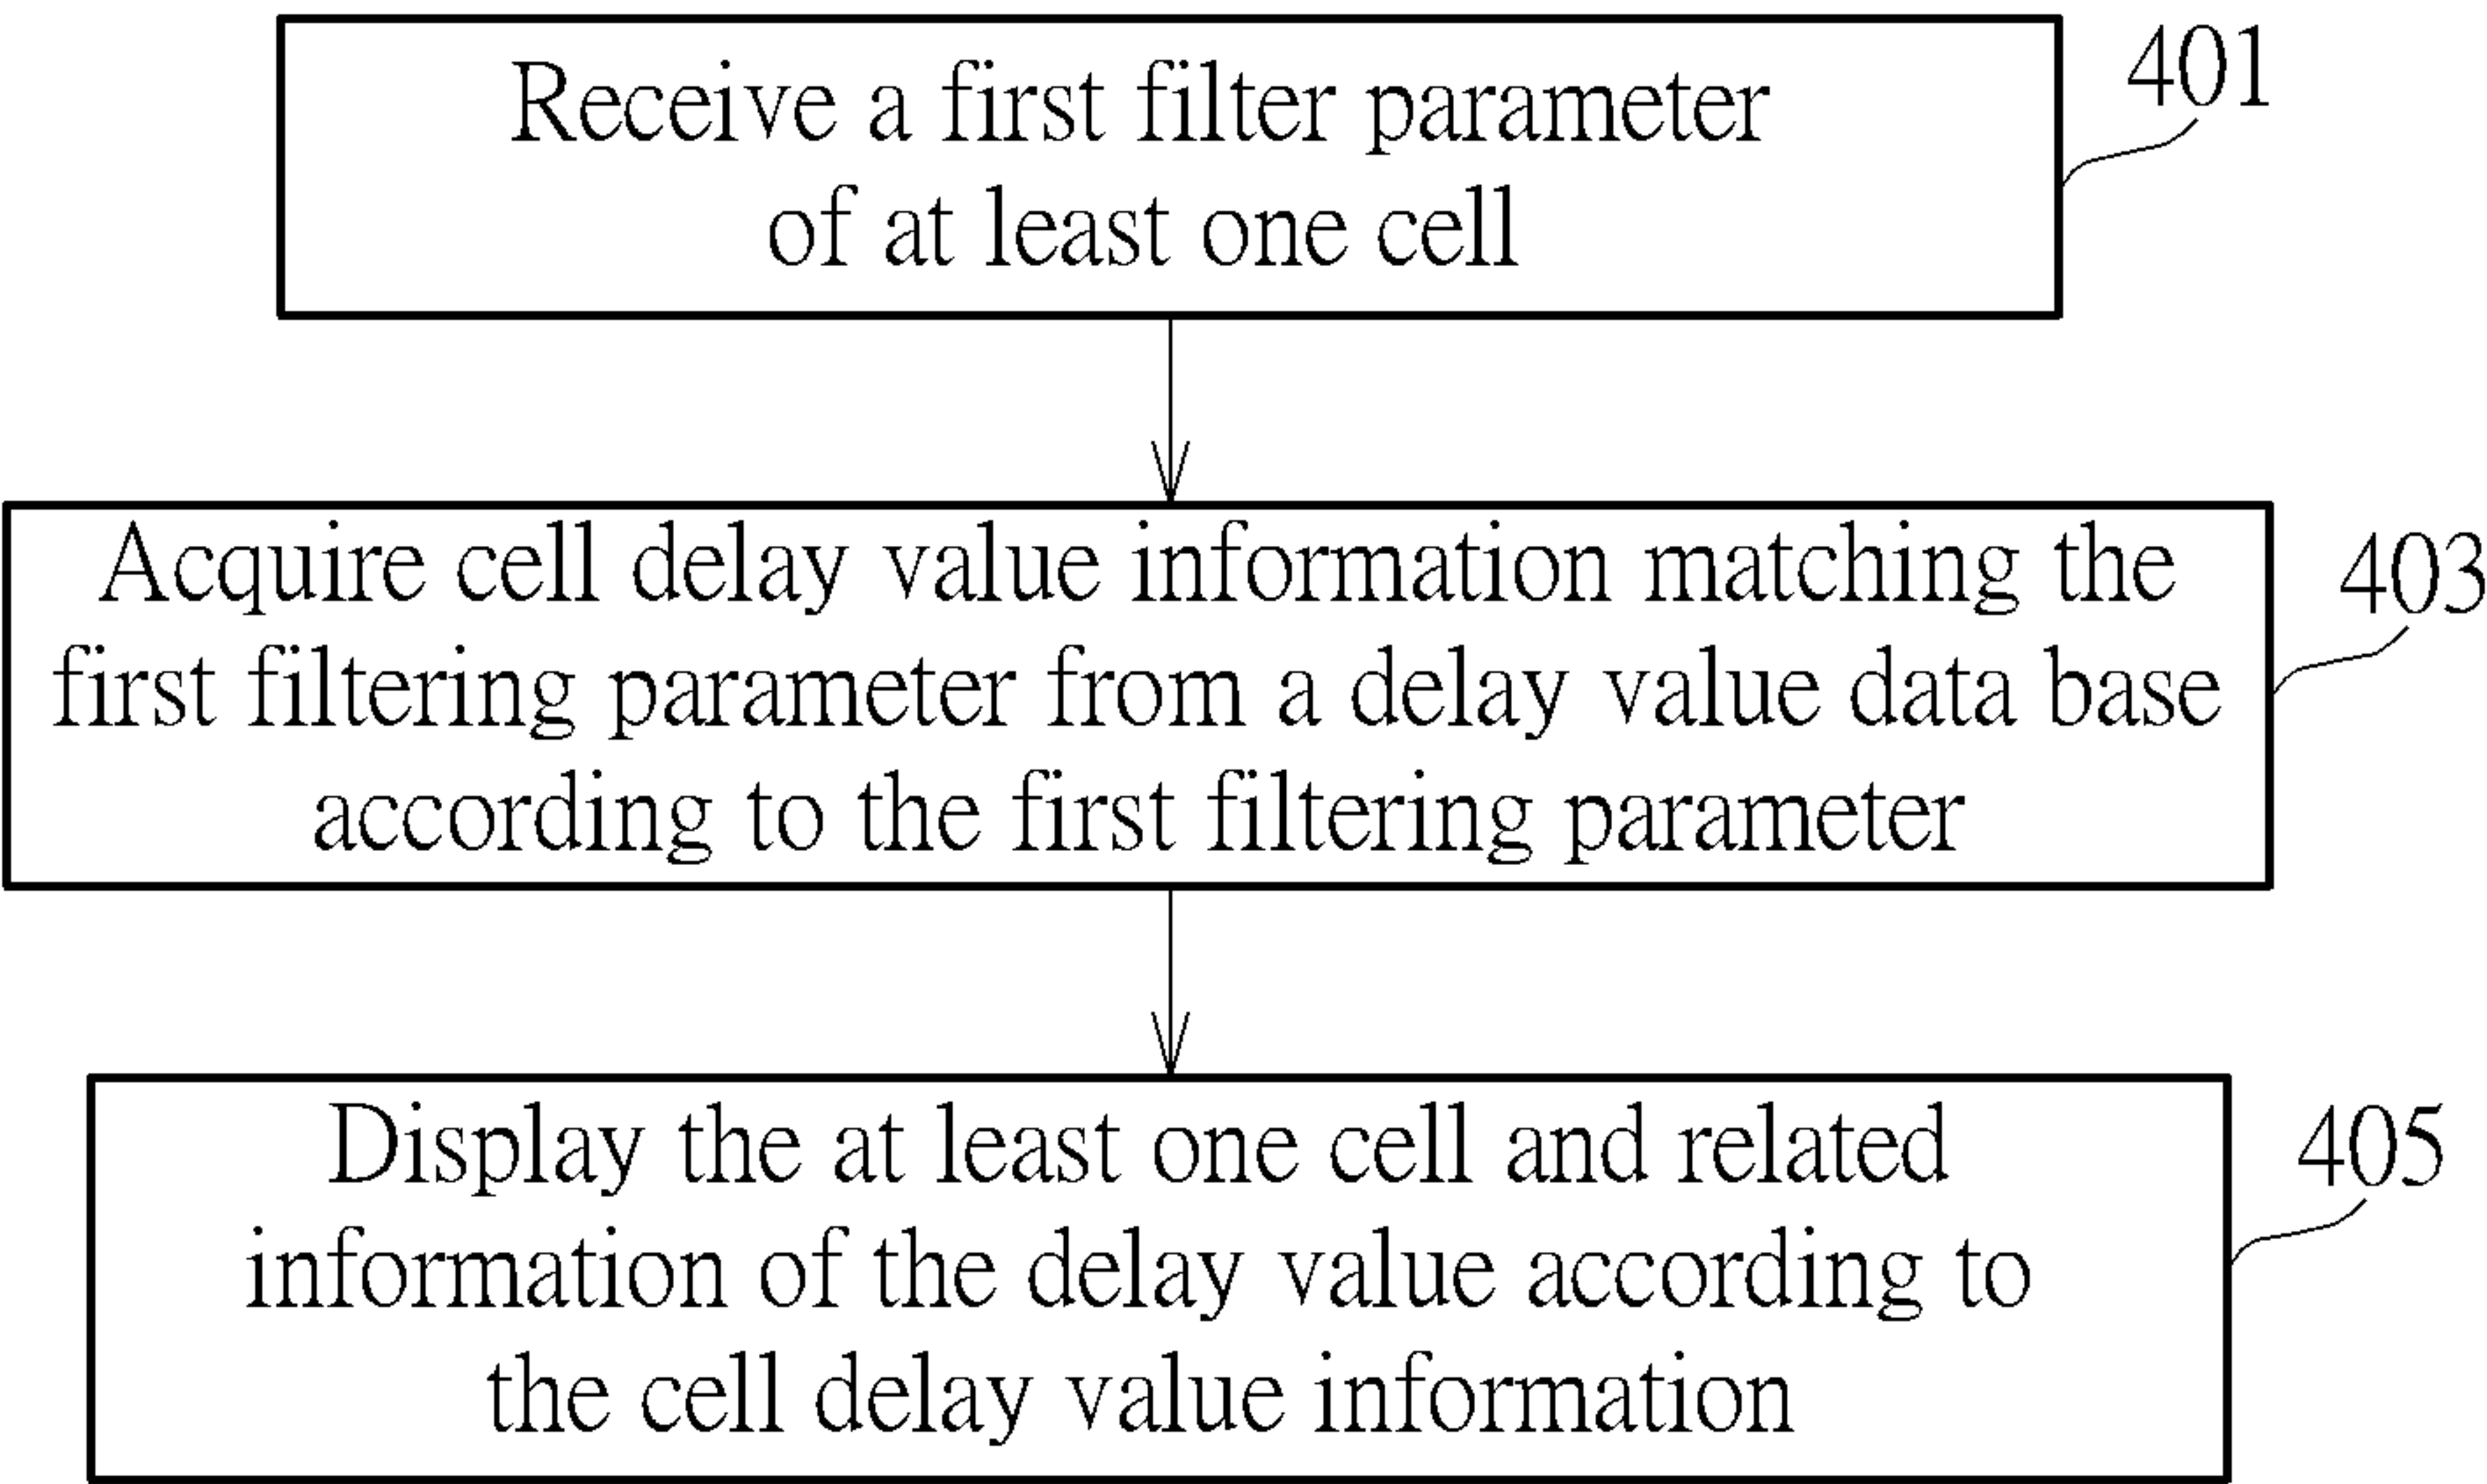 Receive a first filter parameter
of at least one cell
401
Acquire cell delay value information matching the
first filtering parameter from a delay value data base
according to the first filtering parameter
403
Display the at least one cell and related
information of the delay value according to
the cell delay value information
405